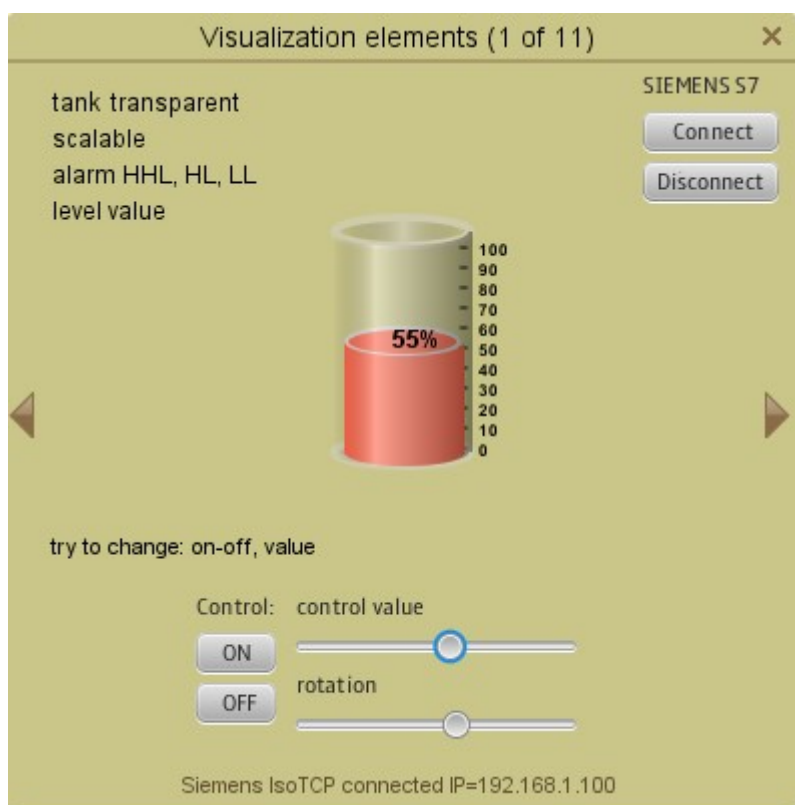 Visualization elements (1 of 11)
SIEMENS S7
tank transparent
Connect
scalable
alarm HHL, HL, LL
Disconnect
level value
100
90
80
70
60
55%
50
40
30
20
10
0
try to change: on-off, value
Control: control value
ON
rotation
OFF
Siemens IsoTCP connected IP=192.168.1.100